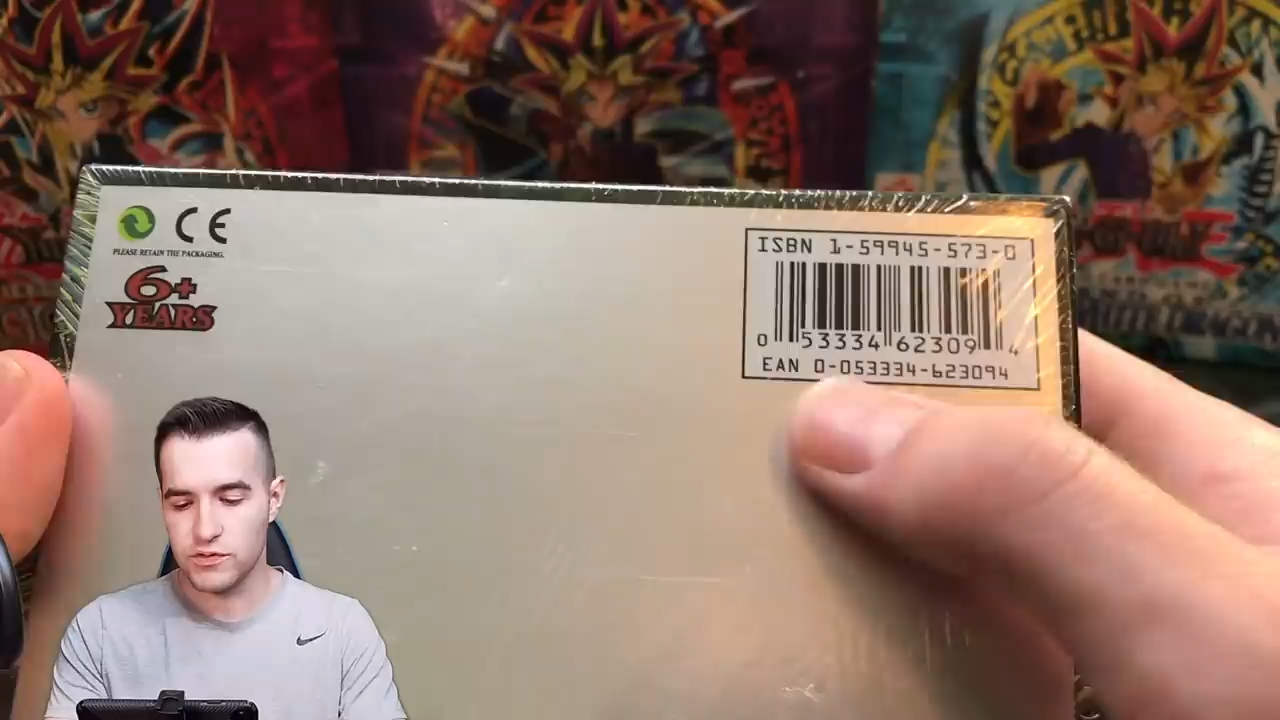 CE
PLEASE RETAIN THE PACKAGING.
6+
YEARS
ISBN 1-59945-573-0
0 53334 62309 4
EAN 0-053334-623094